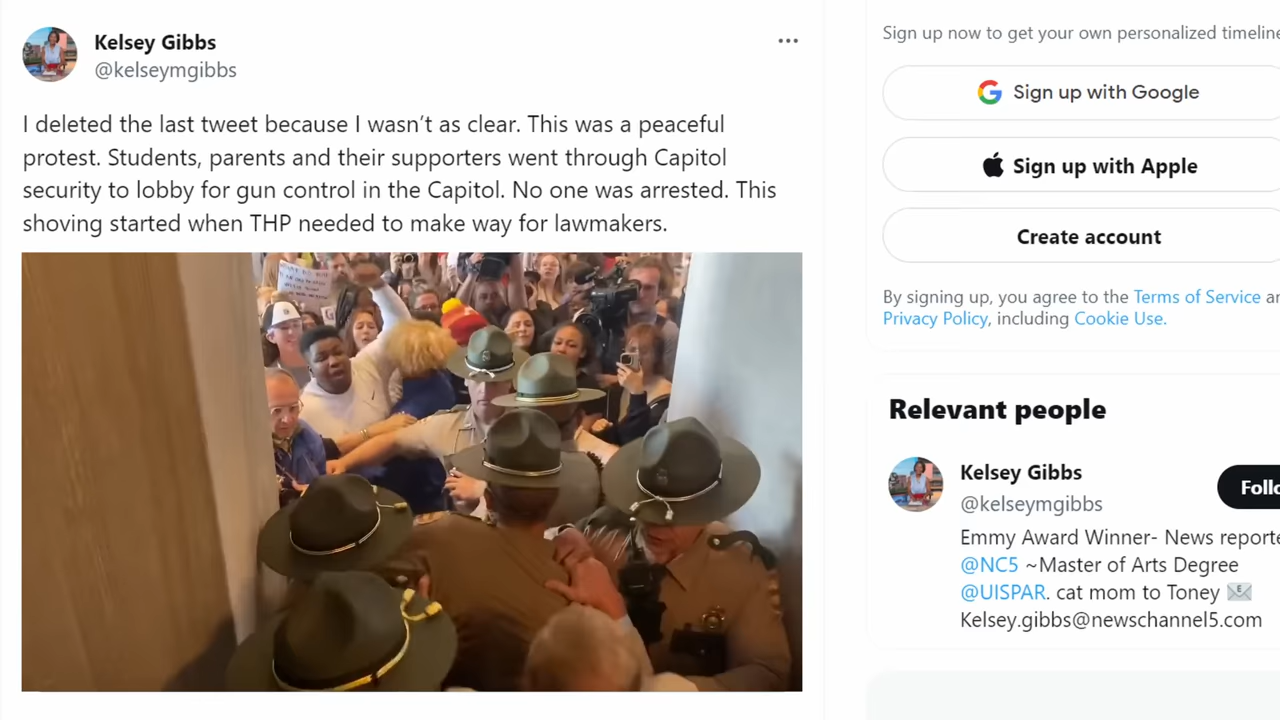 Kelsey Gibbs
@kelseymgibbs
I deleted the last tweet because I wasn't as clear. This was a peaceful
protest. Students, parents and their supporters went through Capitol
security to lobby for gun control in the Capitol. No one was arrested. This
shoving started when THP needed to make way for lawmakers.
Sign up now to get your own personalized timeline
Sign up with Google
Sign up with Apple
Create account
By signing up, you agree to the Terms of Service
Privacy Policy, including Cookie Use.
Relevant people
Kelsey Gibbs
@kelseymgibbs
Emmy Award Winner- News reporte
@NC5 ~Master of Arts Degree
@UISPAR. cat mom to Toney
Kelsey.gibbs@newschannel5.com